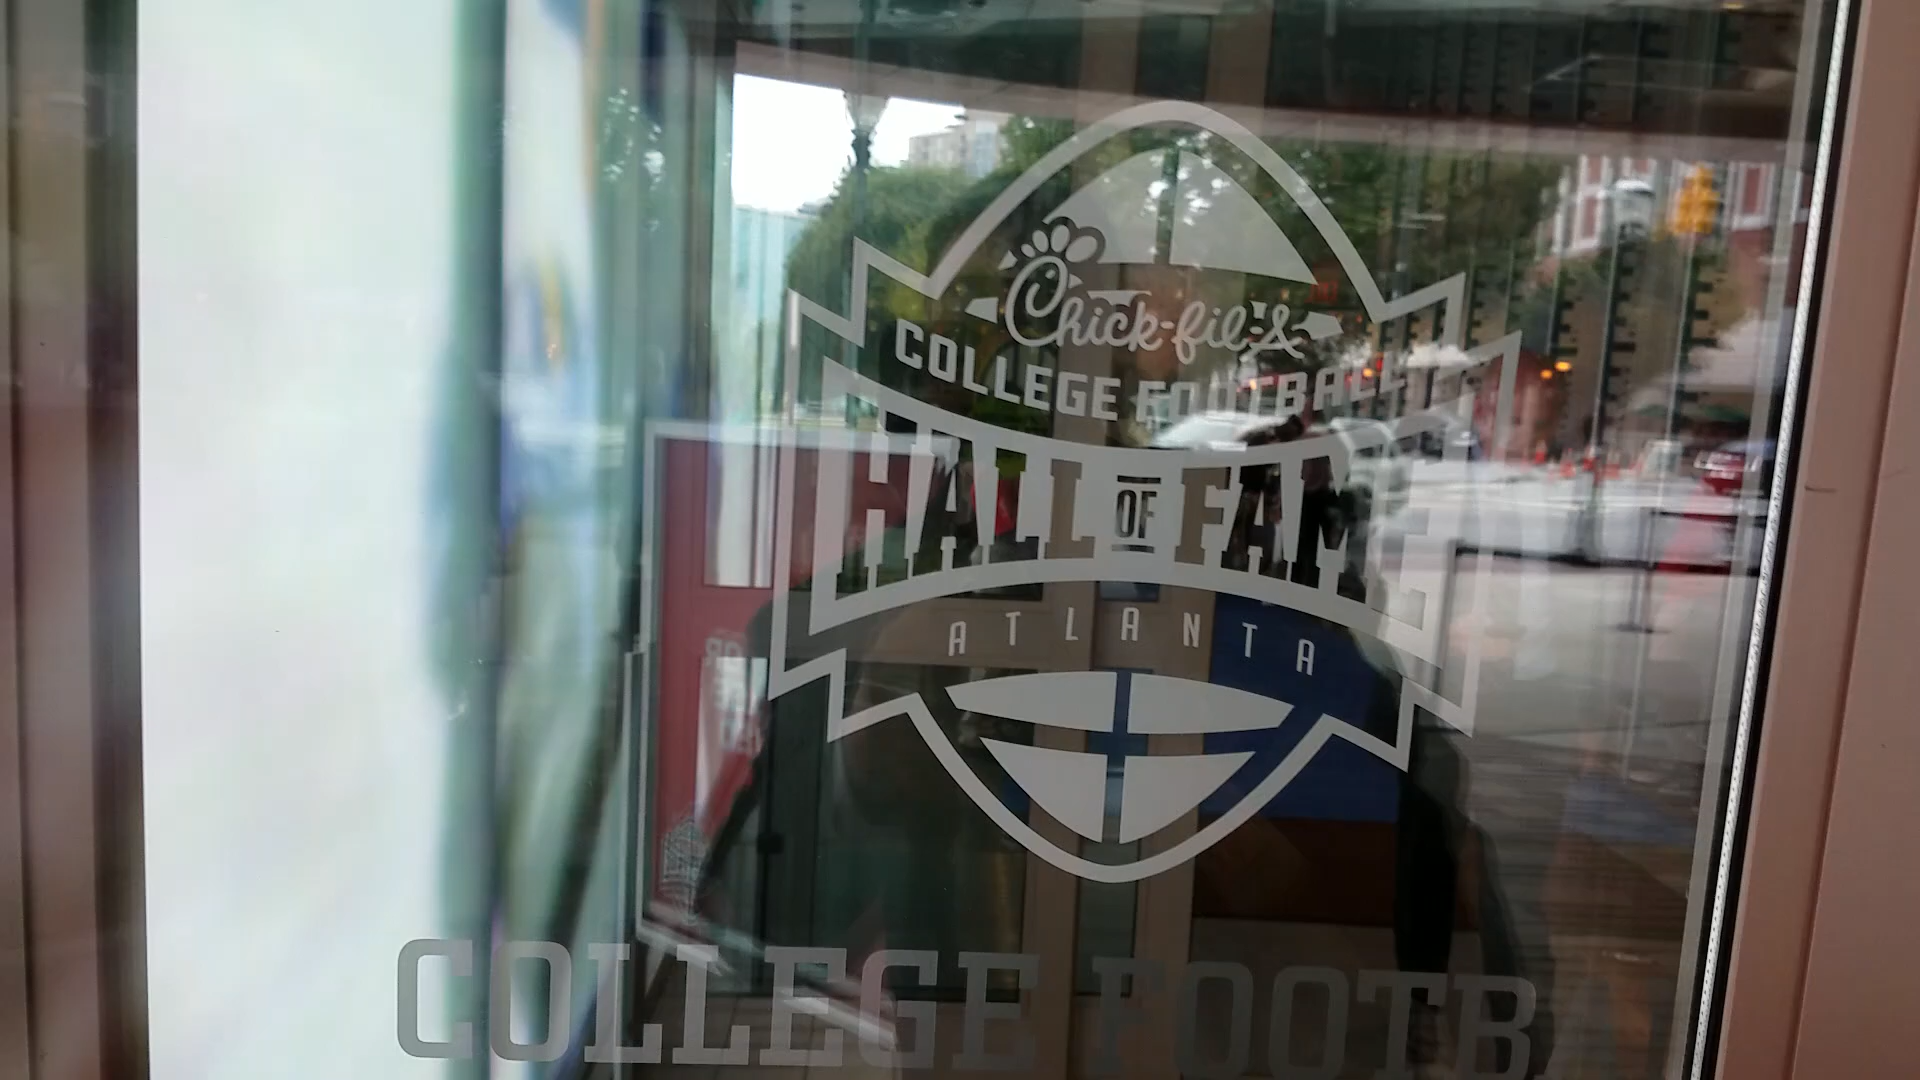 Chick-fil-A
COLLEGE FOOTBALL
HALL OF FAME
ATLANTA
COLLEGE FOOTB